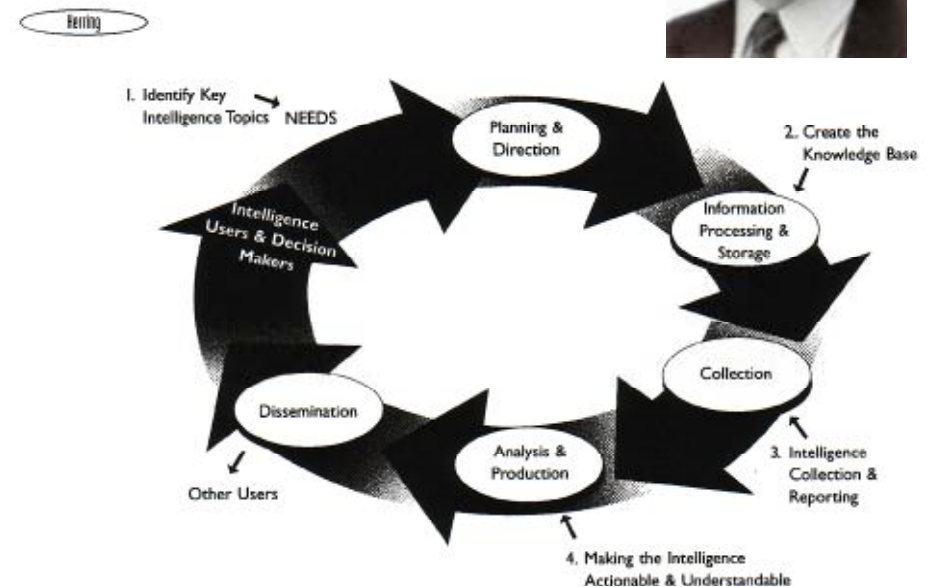 Herring
1. Identify Key
Intelligence Topics
NEEDS
Planning &
Direction
2. Create the
Knowledge Base
Information
Processing &
Storage
Intelligence
Users & Decision
Makers
Collection
Dissemination
Analysis &
Production
3. Intelligence
Collection &
Reporting
Other Users
4. Making the Intelligence
Actionable & Understandable